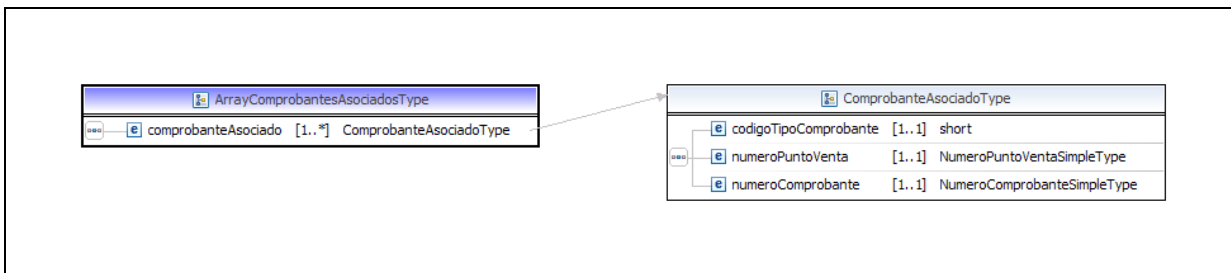 ArrayComprobantesAsociadosType
e comprobanteAsociado [1..*] ComprobanteAsociadoType
ComprobanteAsociadoType
e codigoTipoComprobante [1..1] short
e numeroPuntoVenta [1..1] NumeroPuntoVentaSimpleType
e numeroComprobante [1..1] NumeroComprobanteSimpleType